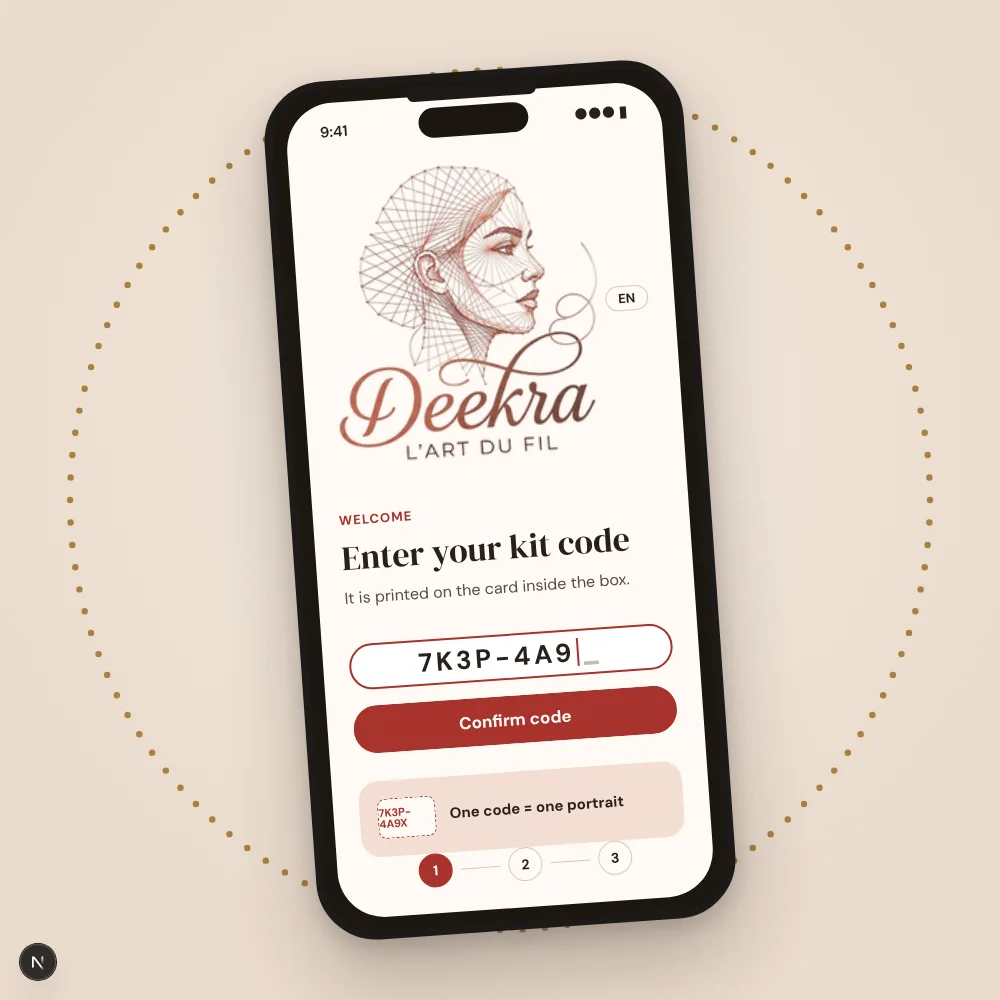 9:41
EN
Deekra
L'ART DU FIL
WELCOME
Enter your kit code
It is printed on the card inside the box.
7K3P-4A9_
Confirm code
7K3P-
4A9X
One code = one portrait
1
2
3
N